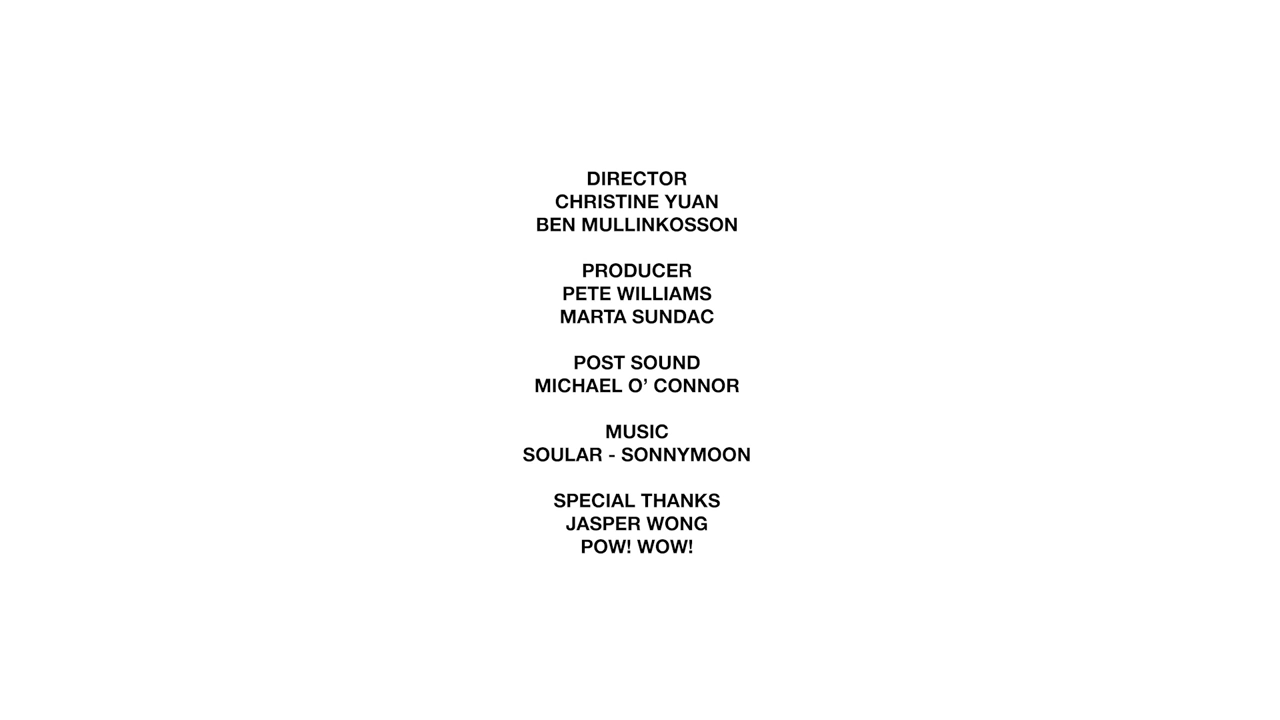 DIRECTOR
CHRISTINE YUAN
BEN MULLINKOSSON
PRODUCER
PETE WILLIAMS
MARTA SUNDAC
POST SOUND
MICHAEL O’ CONNOR
MUSIC
SOULAR - SONNYMOON
SPECIAL THANKS
JASPER WONG
POW! WOW!